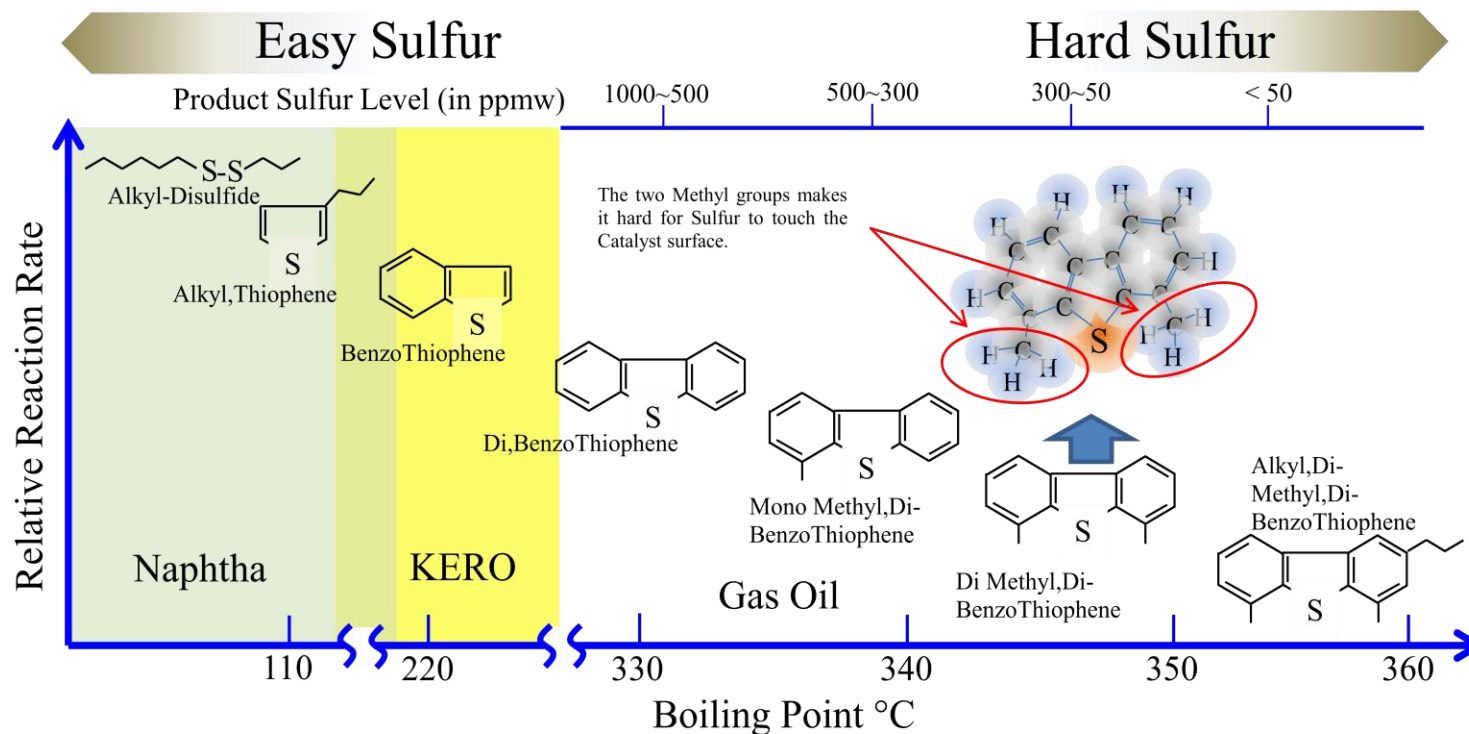 Easy Sulfur
Hard Sulfur
Product Sulfur Level (in ppmw)
1000~500
500~300
300~50
< 50
Relative Reaction Rate
S-S
Alkyl-Disulfide
S
Alkyl,Thiophene
S
BenzoThiophene
The two Methyl groups makes
it hard for Sulfur to touch the
Catalyst surface.
H
H
H
H
C
C
C
C
H
C
C
C
C
H
H
C
C
C
C
C
C
S
C
H
H
H
C
H
H
H
S
Di,BenzoThiophene
S
Mono Methyl,Di-
BenzoThiophene
S
Di Methyl,Di-
BenzoThiophene
Alkyl,Di-
Methyl,Di-
BenzoThiophene
S
Naphtha
KERO
Gas Oil
110
220
330
340
350
360
Boiling Point °C